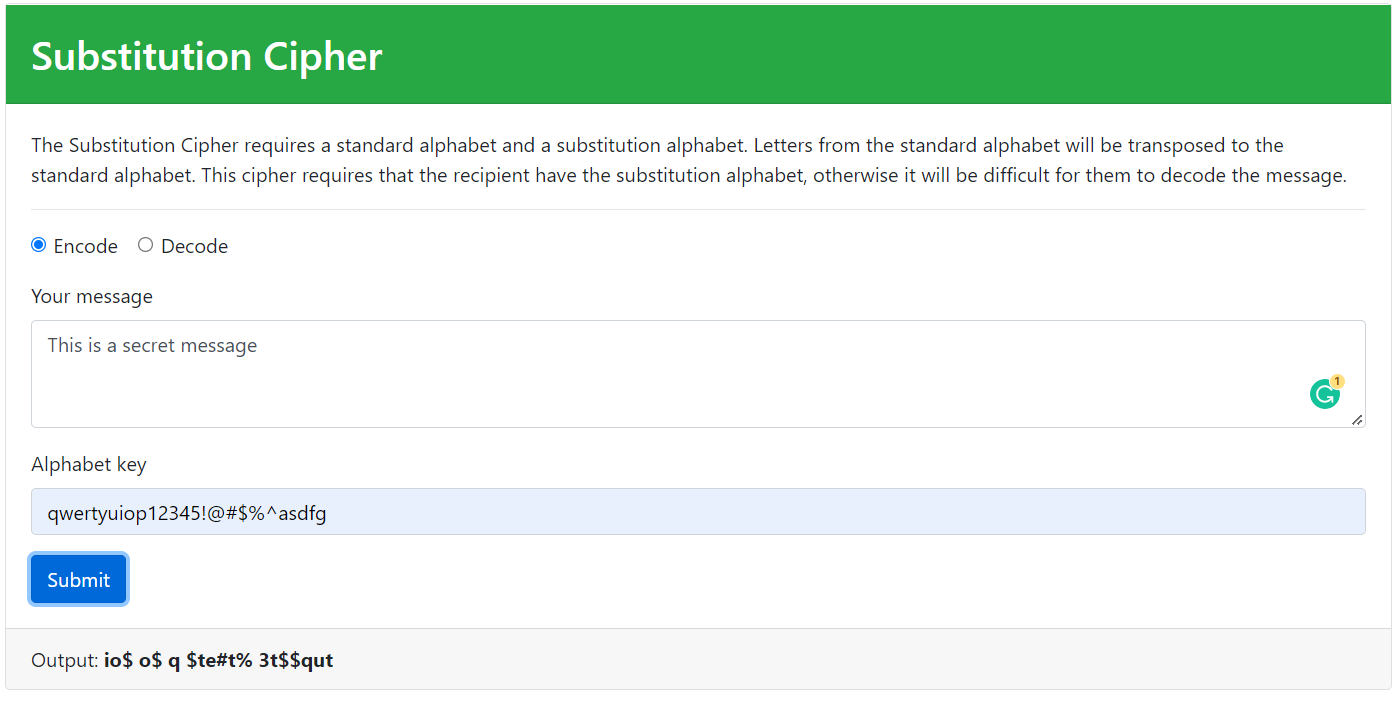 Substitution Cipher
The Substitution Cipher requires a standard alphabet and a substitution alphabet. Letters from the standard alphabet will be transposed to the
standard alphabet. This cipher requires that the recipient have the substitution alphabet, otherwise it will be difficult for them to decode the message.
Encode Decode
Your message
This is a secret message
1
Alphabet key
qwertyuiop12345!@#$%^asdfg
Submit
Output: io$ o$ q $te#t% 3t$$qut